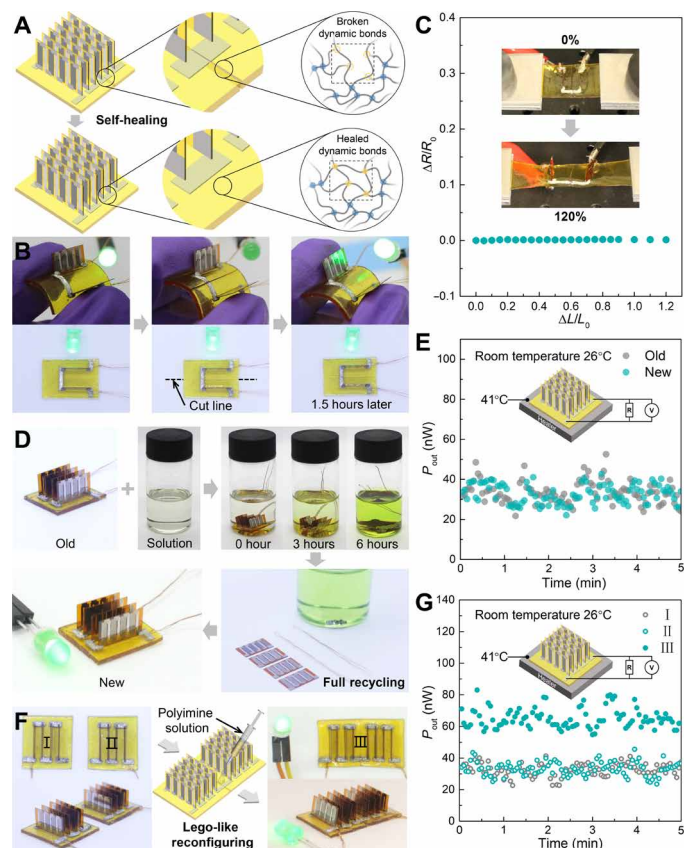 A
Broken
dynamic bonds
Self-healing
Healed
dynamic bonds
B
Cut line
1.5 hours later
C
0%
120%
ΔR/R0
0.4
0.3
0.2
0.1
0.0
−0.1
0.0 0.2 0.4 0.6 0.8 1.0 1.2
ΔL/L0
D
Old
Solution
0 hour
3 hours
6 hours
New
Full recycling
E
Room temperature 26°C
Old
New
41°C
Heater
R
V
Pout (nW)
100
80
60
40
20
0
0 1 2 3 4 5
Time (min)
F
I
II
Polyimine
solution
III
Lego-like
reconfiguring
G
Room temperature 26°C
I
II
III
41°C
Heater
R
V
Pout (nW)
140
120
100
80
60
40
20
0
0 1 2 3 4 5
Time (min)